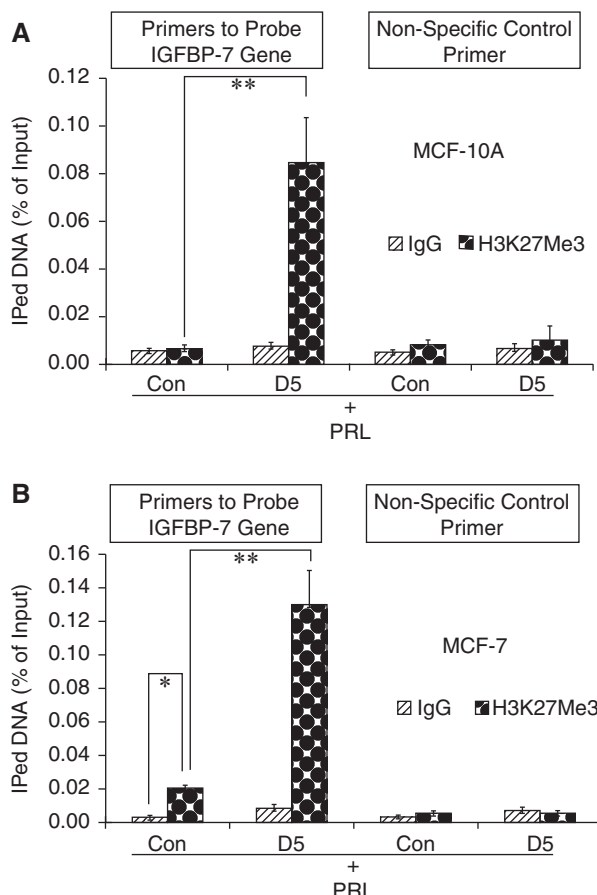 A
Primers to Probe
IGFBP-7 Gene
Non-Specific Control
Primer
0.12
0.10
0.08
0.06
0.04
0.02
0.00
IPed DNA (% of Input)
**
MCF-10A
IgG H3K27Me3
Con D5 Con D5
+
PRL
B
Primers to Probe
IGFBP-7 Gene
Non-Specific Control
Primer
0.16
0.14
0.12
0.10
0.08
0.06
0.04
0.02
0.00
IPed DNA (% of Input)
**
*
MCF-7
IgG H3K27Me3
Con D5 Con D5
+
PRL